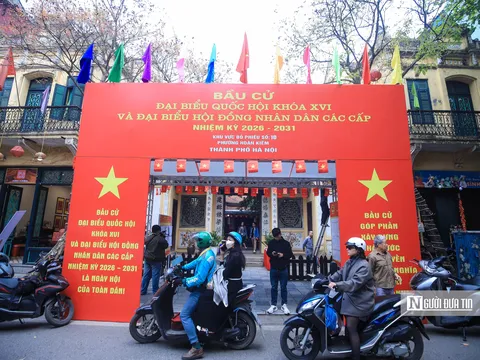 BẦU CỬ
ĐẠI BIỂU QUỐC HỘI KHÓA XVI
VÀ ĐẠI BIỂU HỘI ĐỒNG NHÂN DÂN CÁC CẤP
NHIỆM KỲ 2026 - 2031
KHU VỰC BỎ PHIẾU SỐ 18
PHƯỜNG HOÀN KIẾM
THÀNH PHỐ HÀ NỘI
BẦU CỬ
ĐẠI BIỂU QUỐC HỘI
KHÓA XVI
VÀ ĐẠI BIỂU HỘI ĐỒNG
NHÂN DÂN CÁC CẤP
NHIỆM KỲ 2026 - 2031
LÀ NGÀY HỘI
CỦA TOÀN DÂN!
BẦU CỬ
GÓP PHẦN
XÂY DỰNG
NƯỚC
NGHĨA
NGƯỜI ĐƯA TIN